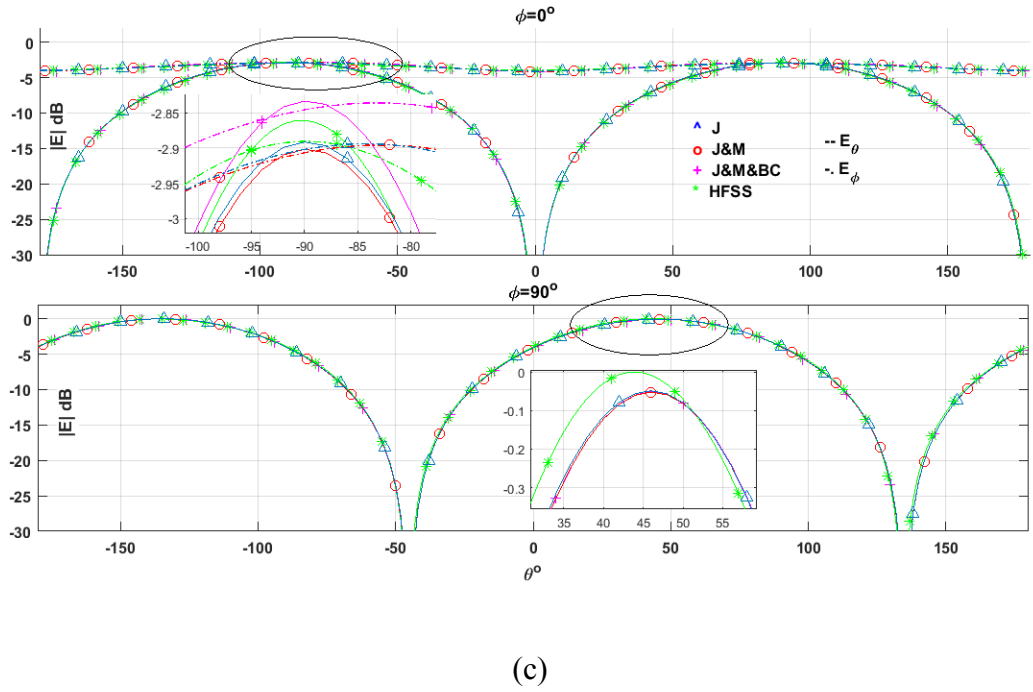 ϕ=0°
0
-5
-10
-15
-20
-25
-30
|E| dB
-2.85
-2.9
-2.95
-3
-100 -95 -90 -85 -80
^ J
o J&M
+ J&M&BC
* HFSS
-- E_θ
-. E_ϕ
-150 -100 -50 0 50 100 150
ϕ=90°
0
-5
-10
-15
-20
-25
-30
|E| dB
0
-0.1
-0.2
-0.3
35 40 45 50 55
-150 -100 -50 0 50 100 150
θ°
(c)